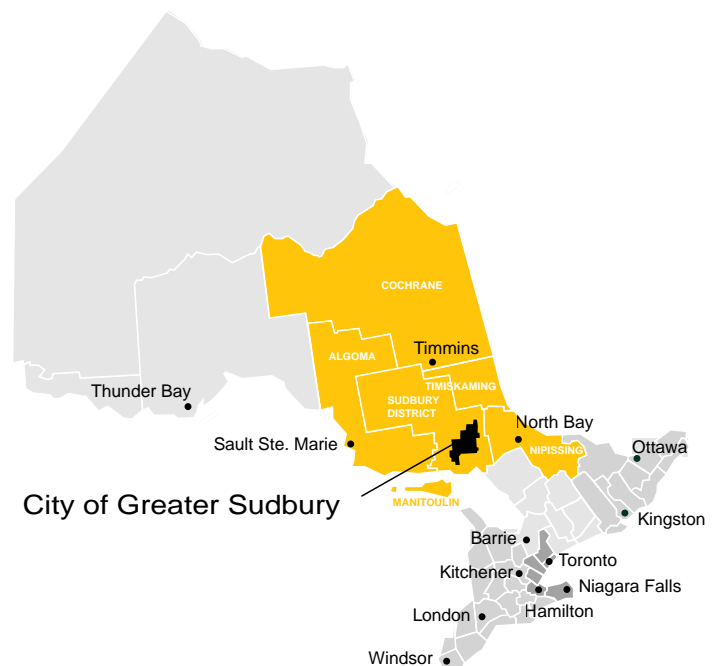 COCHRANE
Timmins
ALGOMA
TIMISKAMING
Thunder Bay
SUDBURY
DISTRICT
North Bay
Sault Ste. Marie
NIPISSING
Ottawa
City of Greater Sudbury
MANITOULIN
Kingston
Barrie
Toronto
Kitchener
Niagara Falls
Hamilton
London
Windsor